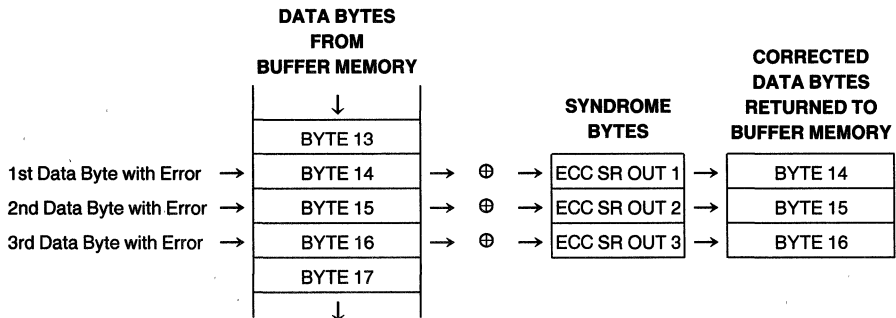 DATA BYTES
FROM
BUFFER MEMORY
CORRECTED
DATA BYTES
RETURNED TO
BUFFER MEMORY
SYNDROME
BYTES
↓
BYTE 13
1st Data Byte with Error → BYTE 14 → ⊕ → ECC SR OUT 1 → BYTE 14
2nd Data Byte with Error → BYTE 15 → ⊕ → ECC SR OUT 2 → BYTE 15
3rd Data Byte with Error → BYTE 16 → ⊕ → ECC SR OUT 3 → BYTE 16
BYTE 17
↓